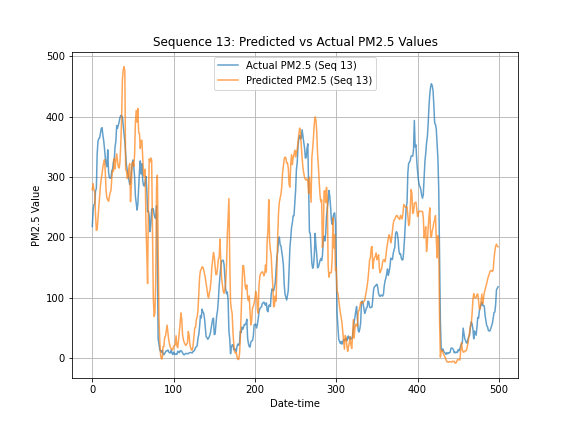 Sequence 13: Predicted vs Actual PM2.5 Values
Actual PM2.5 (Seq 13)
Predicted PM2.5 (Seq 13)
PM2.5 Value
500
400
300
200
100
0
0 100 200 300 400 500
Date-time